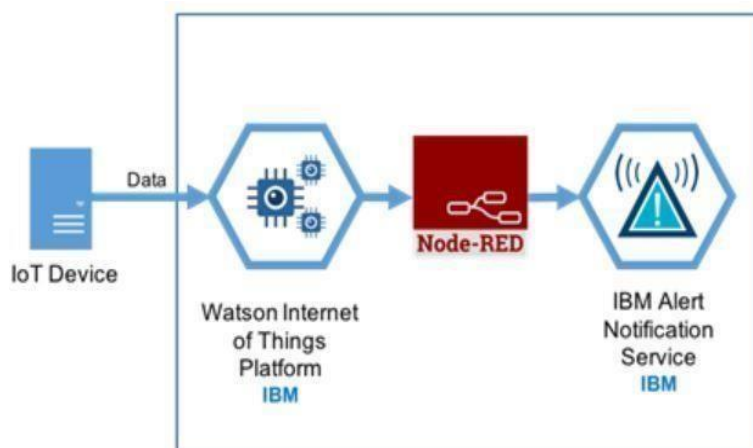 Data
IoT Device
Watson Internet
of Things
Platform
IBM
Node-RED
IBM Alert
Notification
Service
IBM